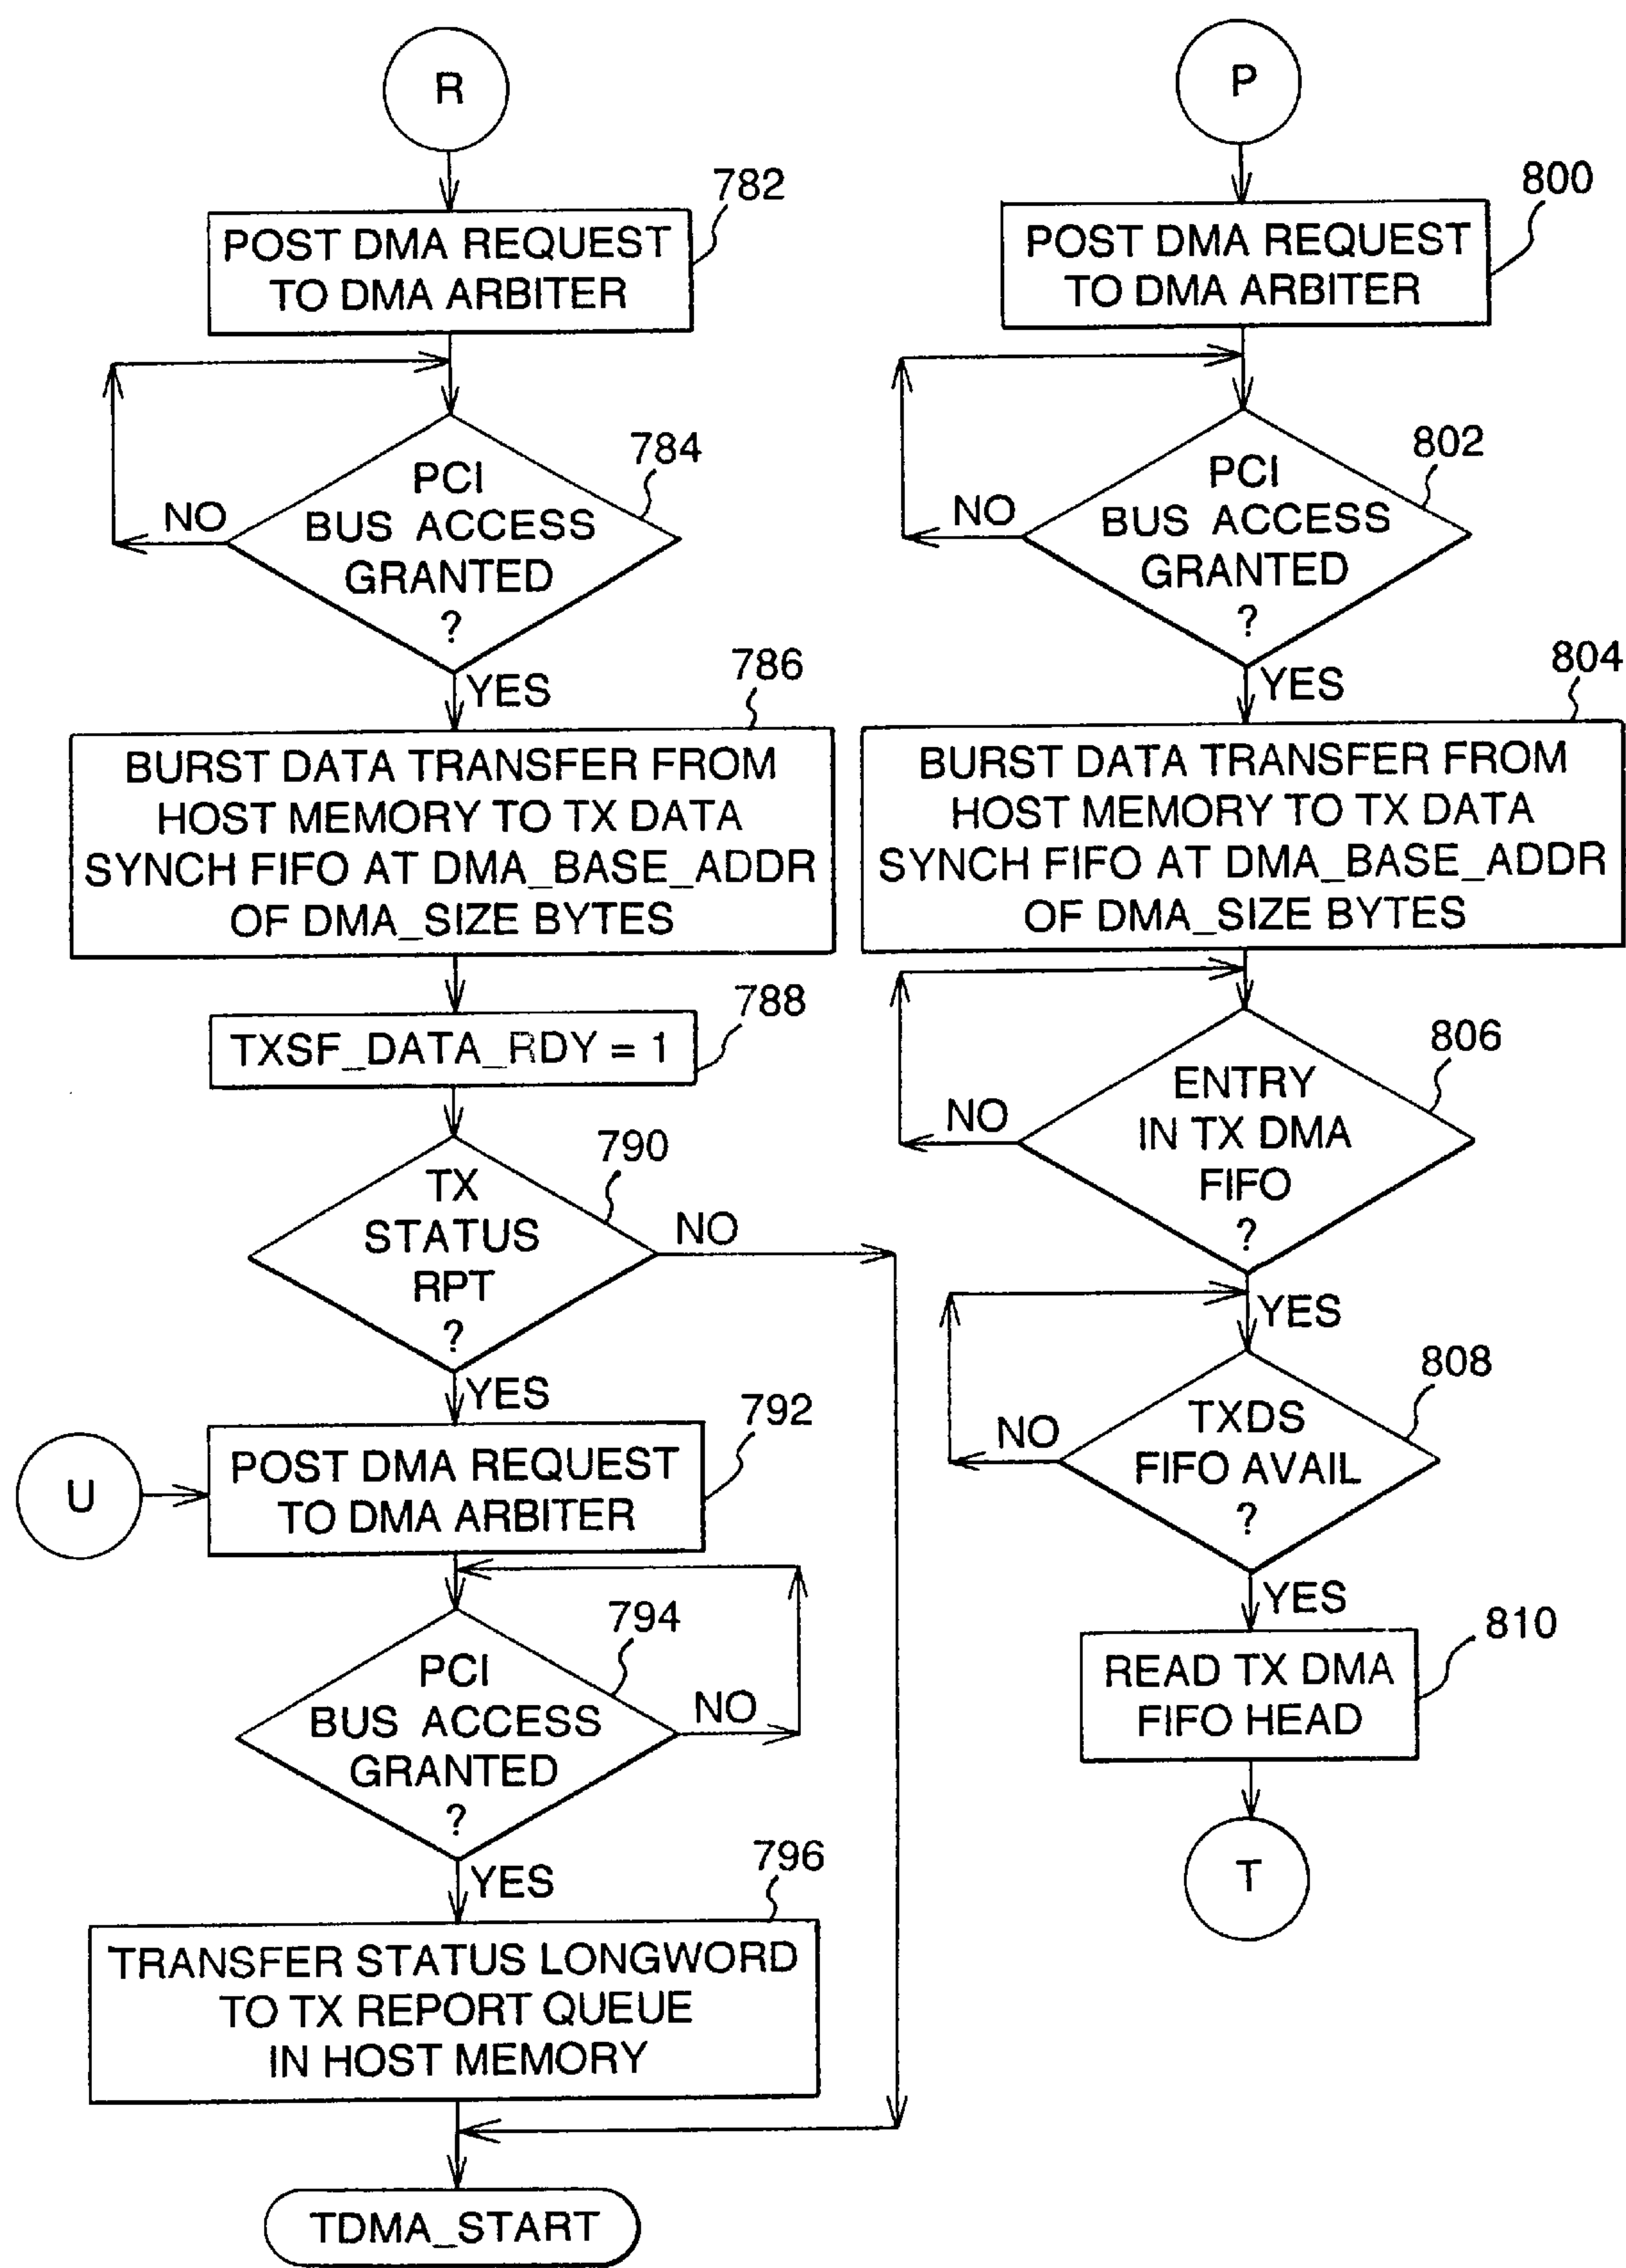 R
782
POST DMA REQUEST
TO DMA ARBITER
784
PCI
BUS ACCESS
GRANTED
?
NO
YES
786
BURST DATA TRANSFER FROM
HOST MEMORY TO TX DATA
SYNCH FIFO AT DMA_BASE_ADDR
OF DMA_SIZE BYTES
788
TXSF_DATA_RDY = 1
790
TX
STATUS
RPT
?
NO
YES
792
U
POST DMA REQUEST
TO DMA ARBITER
794
PCI
BUS ACCESS
GRANTED
?
NO
YES
796
TRANSFER STATUS LONGWORD
TO TX REPORT QUEUE
IN HOST MEMORY
TDMA_START
P
800
POST DMA REQUEST
TO DMA ARBITER
802
PCI
BUS ACCESS
GRANTED
?
NO
YES
804
BURST DATA TRANSFER FROM
HOST MEMORY TO TX DATA
SYNCH FIFO AT DMA_BASE_ADDR
OF DMA_SIZE BYTES
806
ENTRY
IN TX DMA
FIFO
?
NO
YES
808
TXDS
FIFO AVAIL
?
NO
YES
810
READ TX DMA
FIFO HEAD
T